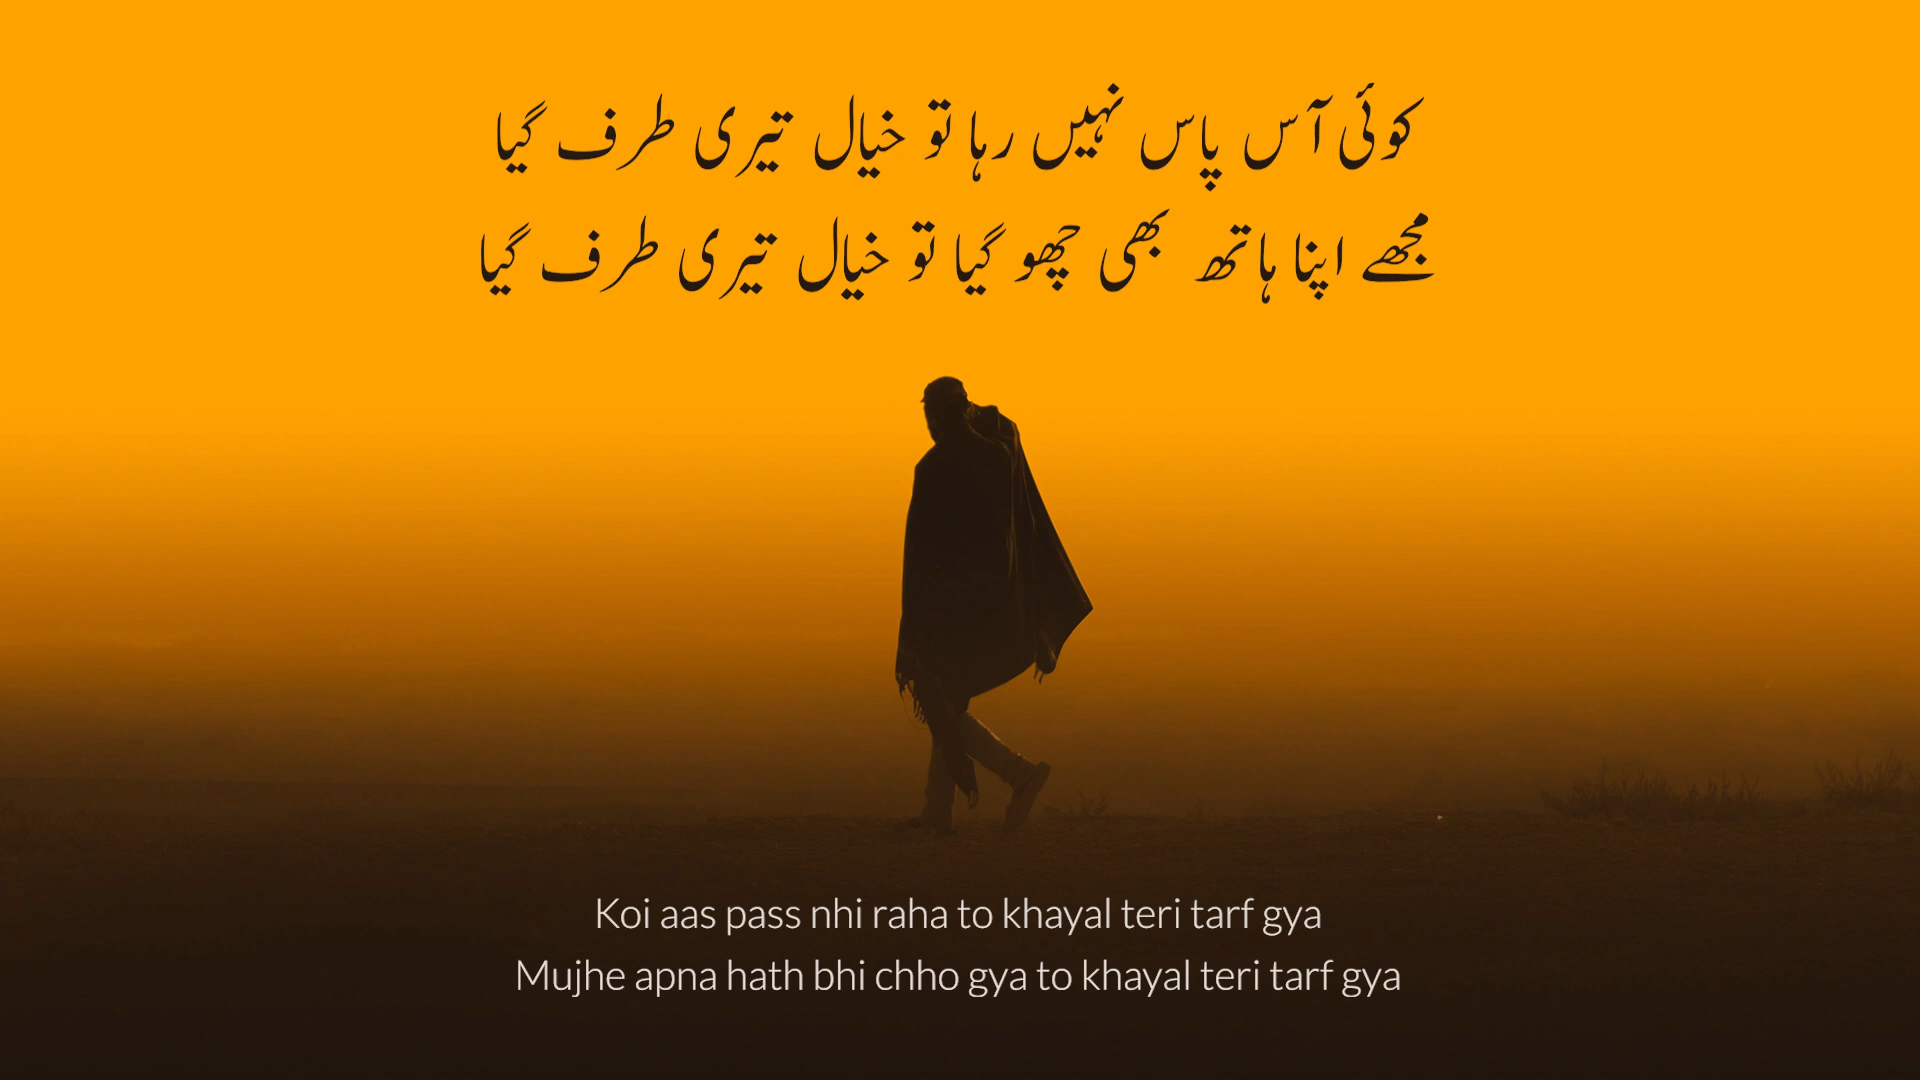 کوئی آس پاس نہیں رہا تو خیال تیری طرف گیا
مجھے اپنا ہاتھ بھی چھو گیا تو خیال تیری طرف گیا
Koi aas pass nhi raha to khayal teri tarf gya
Mujhe apna hath bhi chho gya to khayal teri tarf gya